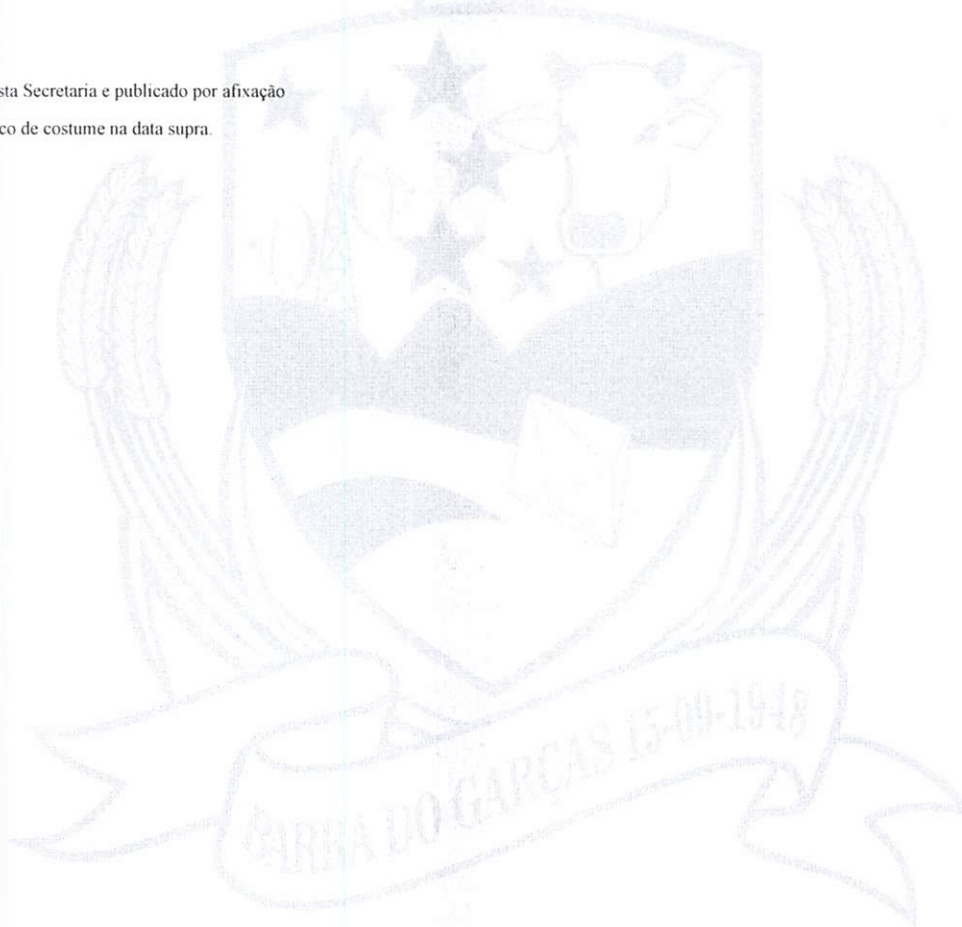 sta Secretaria e publicado por afixação
co de costume na data supra.
BARRA DO GARÇAS 15-09-1948